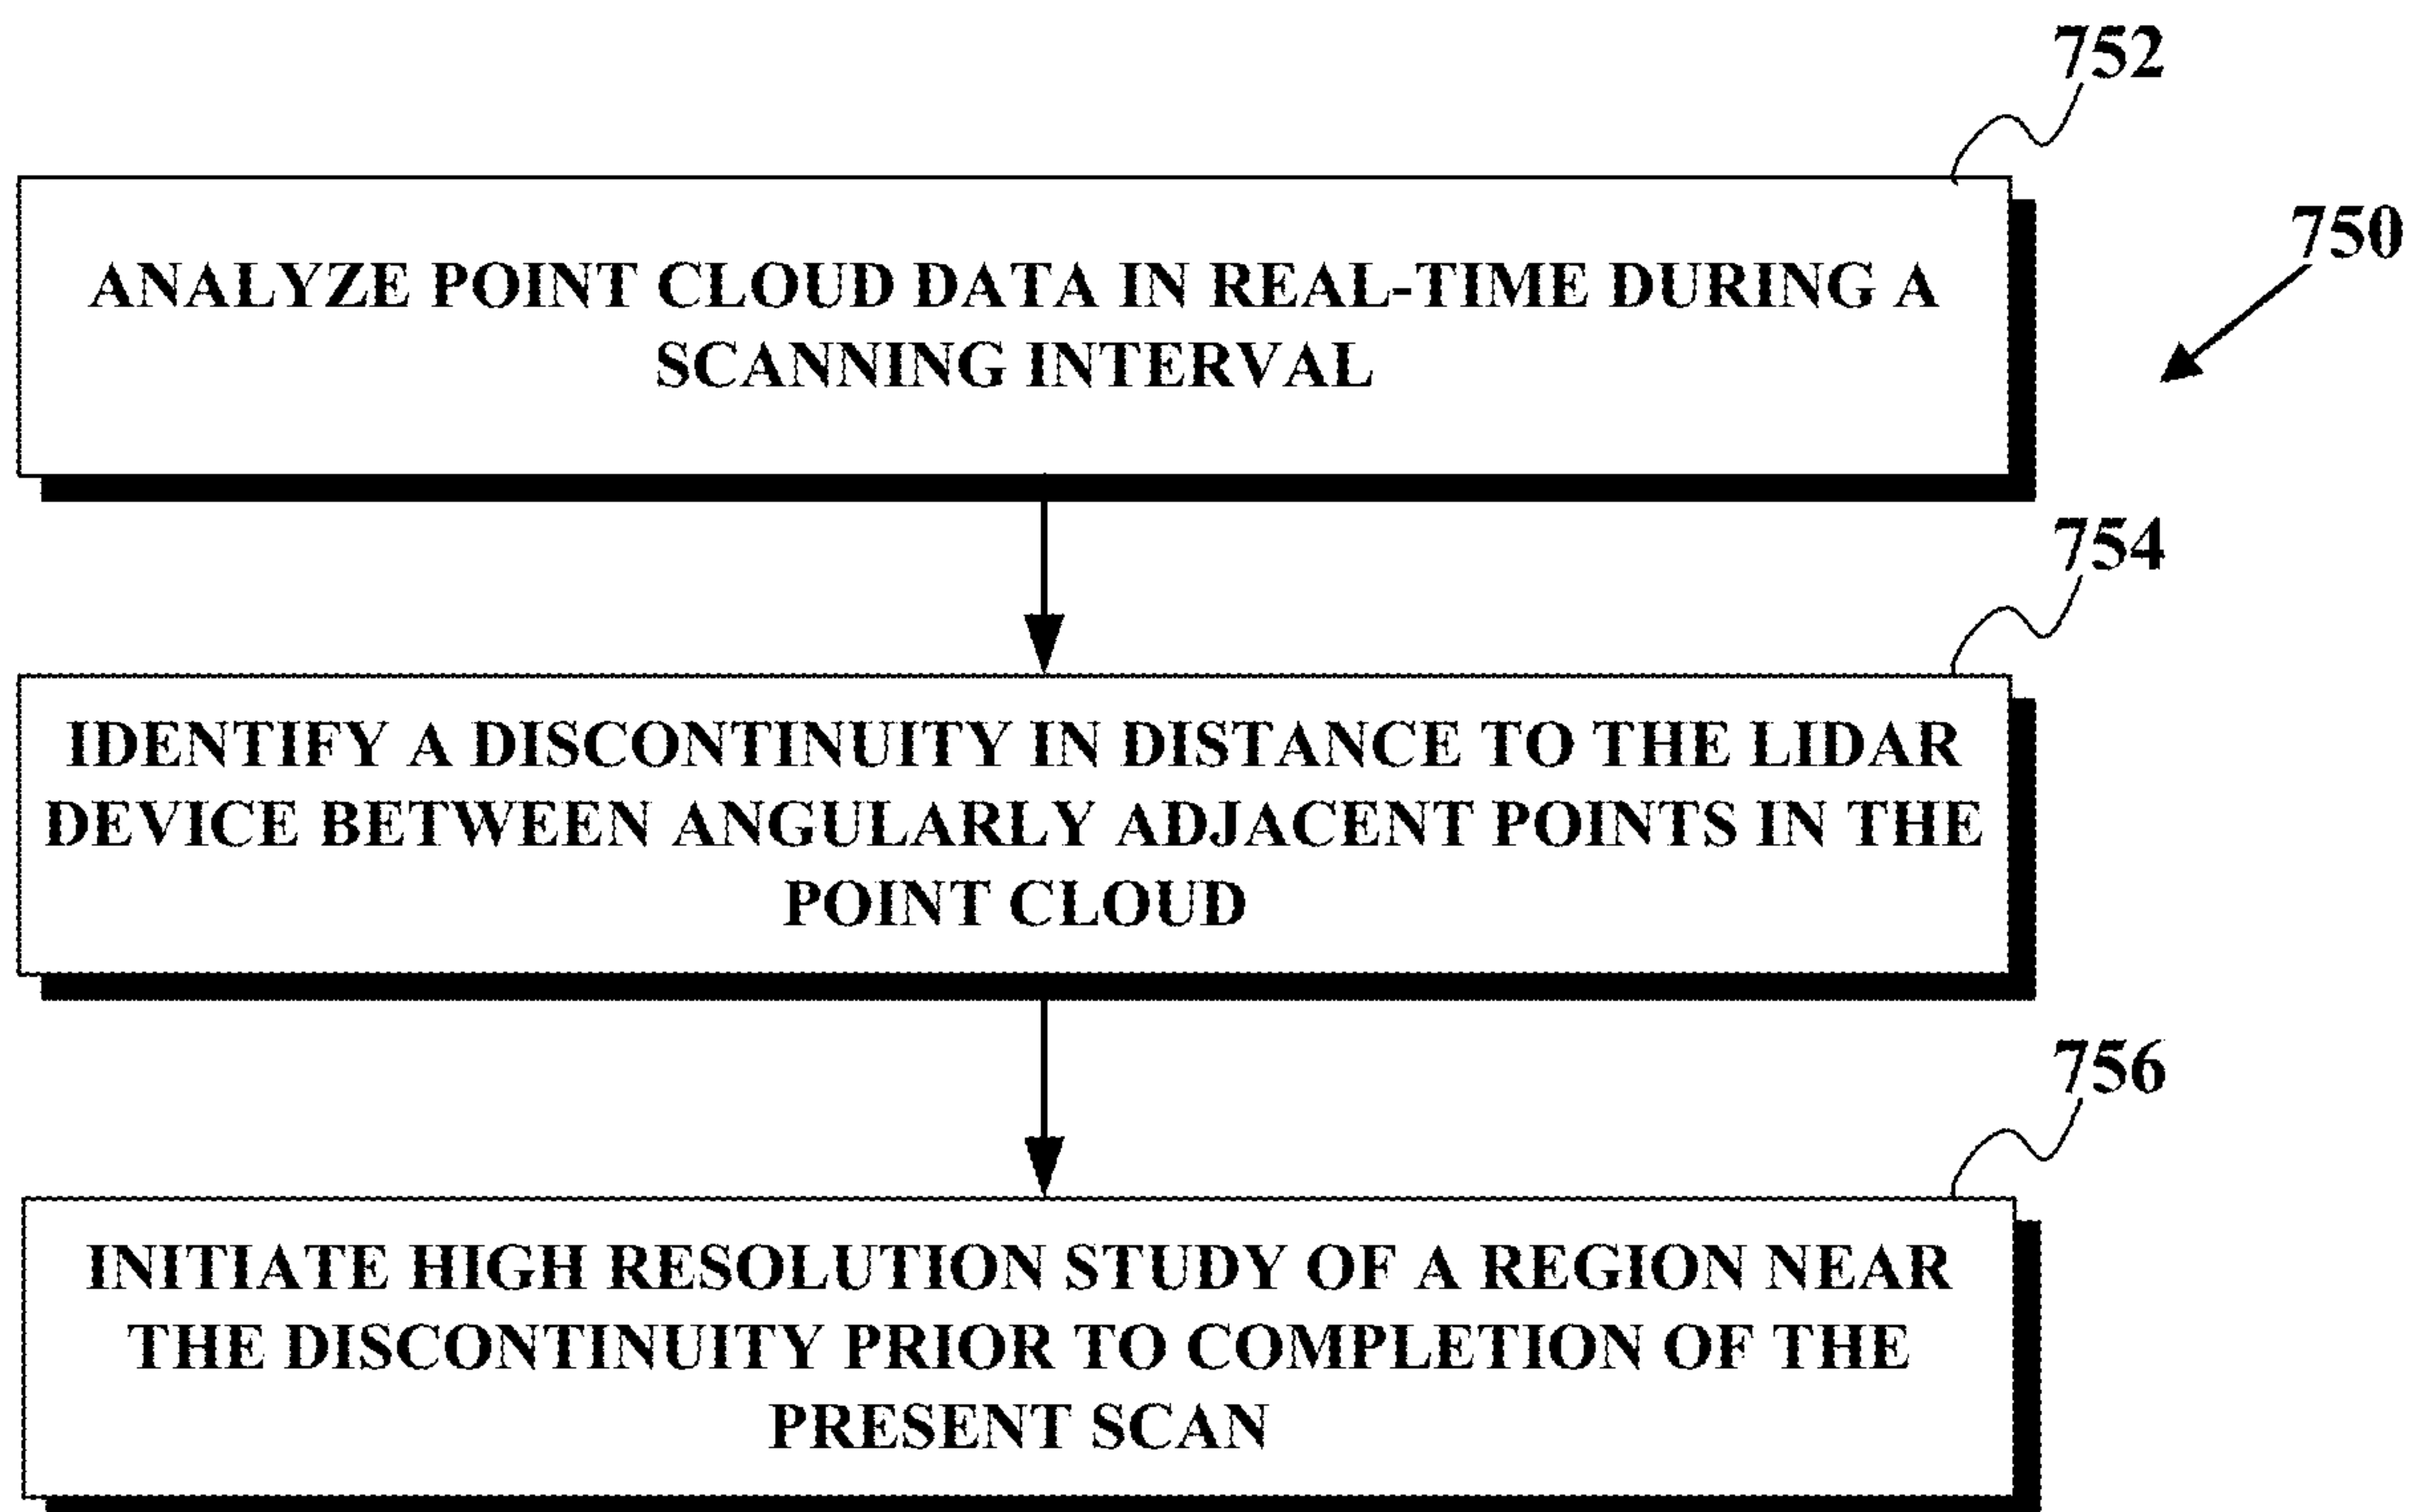 752
750
ANALYZE POINT CLOUD DATA IN REAL-TIME DURING A
SCANNING INTERVAL
754
IDENTIFY A DISCONTINUITY IN DISTANCE TO THE LIDAR
DEVICE BETWEEN ANGULARLY ADJACENT POINTS IN THE
POINT CLOUD
756
INITIATE HIGH RESOLUTION STUDY OF A REGION NEAR
THE DISCONTINUITY PRIOR TO COMPLETION OF THE
PRESENT SCAN